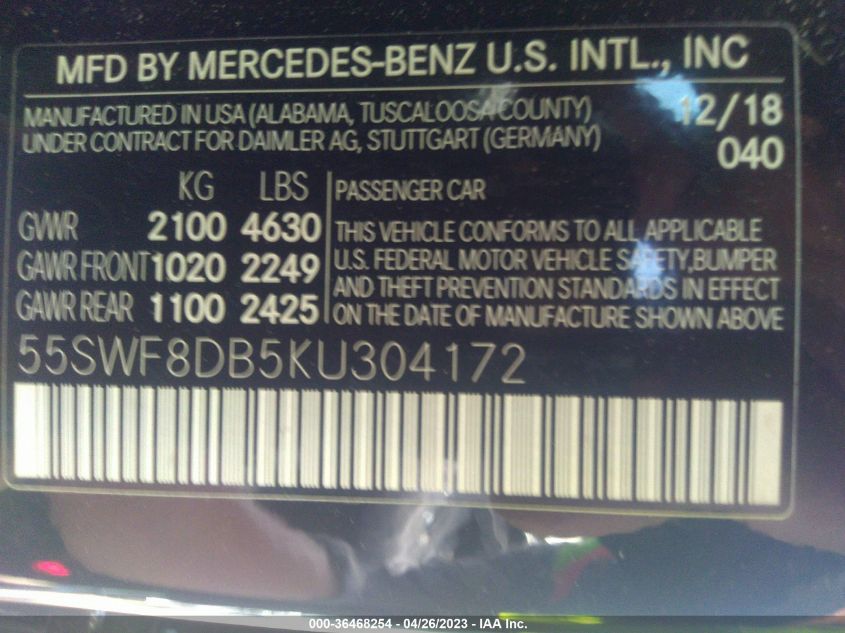 MFD BY MERCEDES-BENZ U.S. INTL., INC
MANUFACTURED IN USA (ALABAMA, TUSCALOOSA COUNTY) 12/18
UNDER CONTRACT FOR DAIMLER AG, STUTTGART (GERMANY) 040
KG LBS PASSENGER CAR
GVWR 2100 4630 THIS VEHICLE CONFORMS TO ALL APPLICABLE
U.S. FEDERAL MOTOR VEHICLE SAFETY, BUMPER
GAWR FRONT 1020 2249 AND THEFT PREVENTION STANDARDS IN EFFECT
GAWR REAR 1100 2425 ON THE DATE OF MANUFACTURE SHOWN ABOVE
55SWF8DB5KU304172
000-36468254 - 04/26/2023 - IAA Inc.